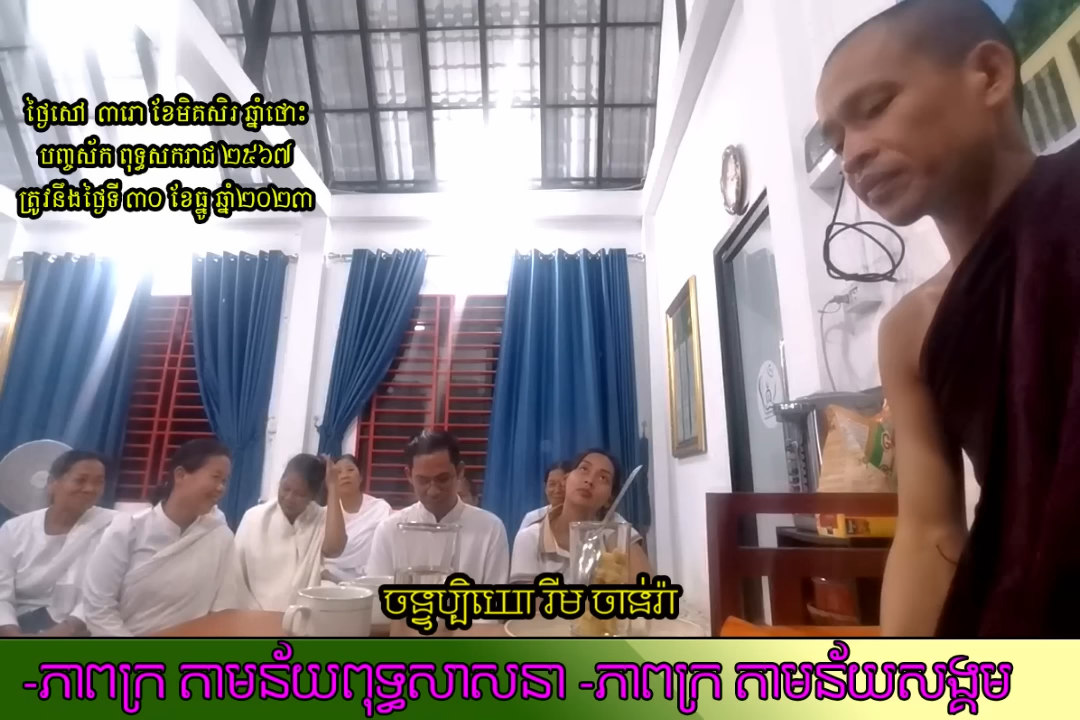 ថ្ងៃសៅ ៣រោ ខែមិគសិរ ឆ្នាំថោះ
បញ្ចស័ក ពុទ្ធសករាជ ២៥៦៧
ត្រូវនឹងថ្ងៃទី ៣០ ខែធ្នូ ឆ្នាំ២០២៣
ចន្ទប្បិយោ រីម ចាន់រ៉ា
-ភាពក្រ តាមន័យពុទ្ធសាសនា -ភាពក្រ តាមន័យសង្គម